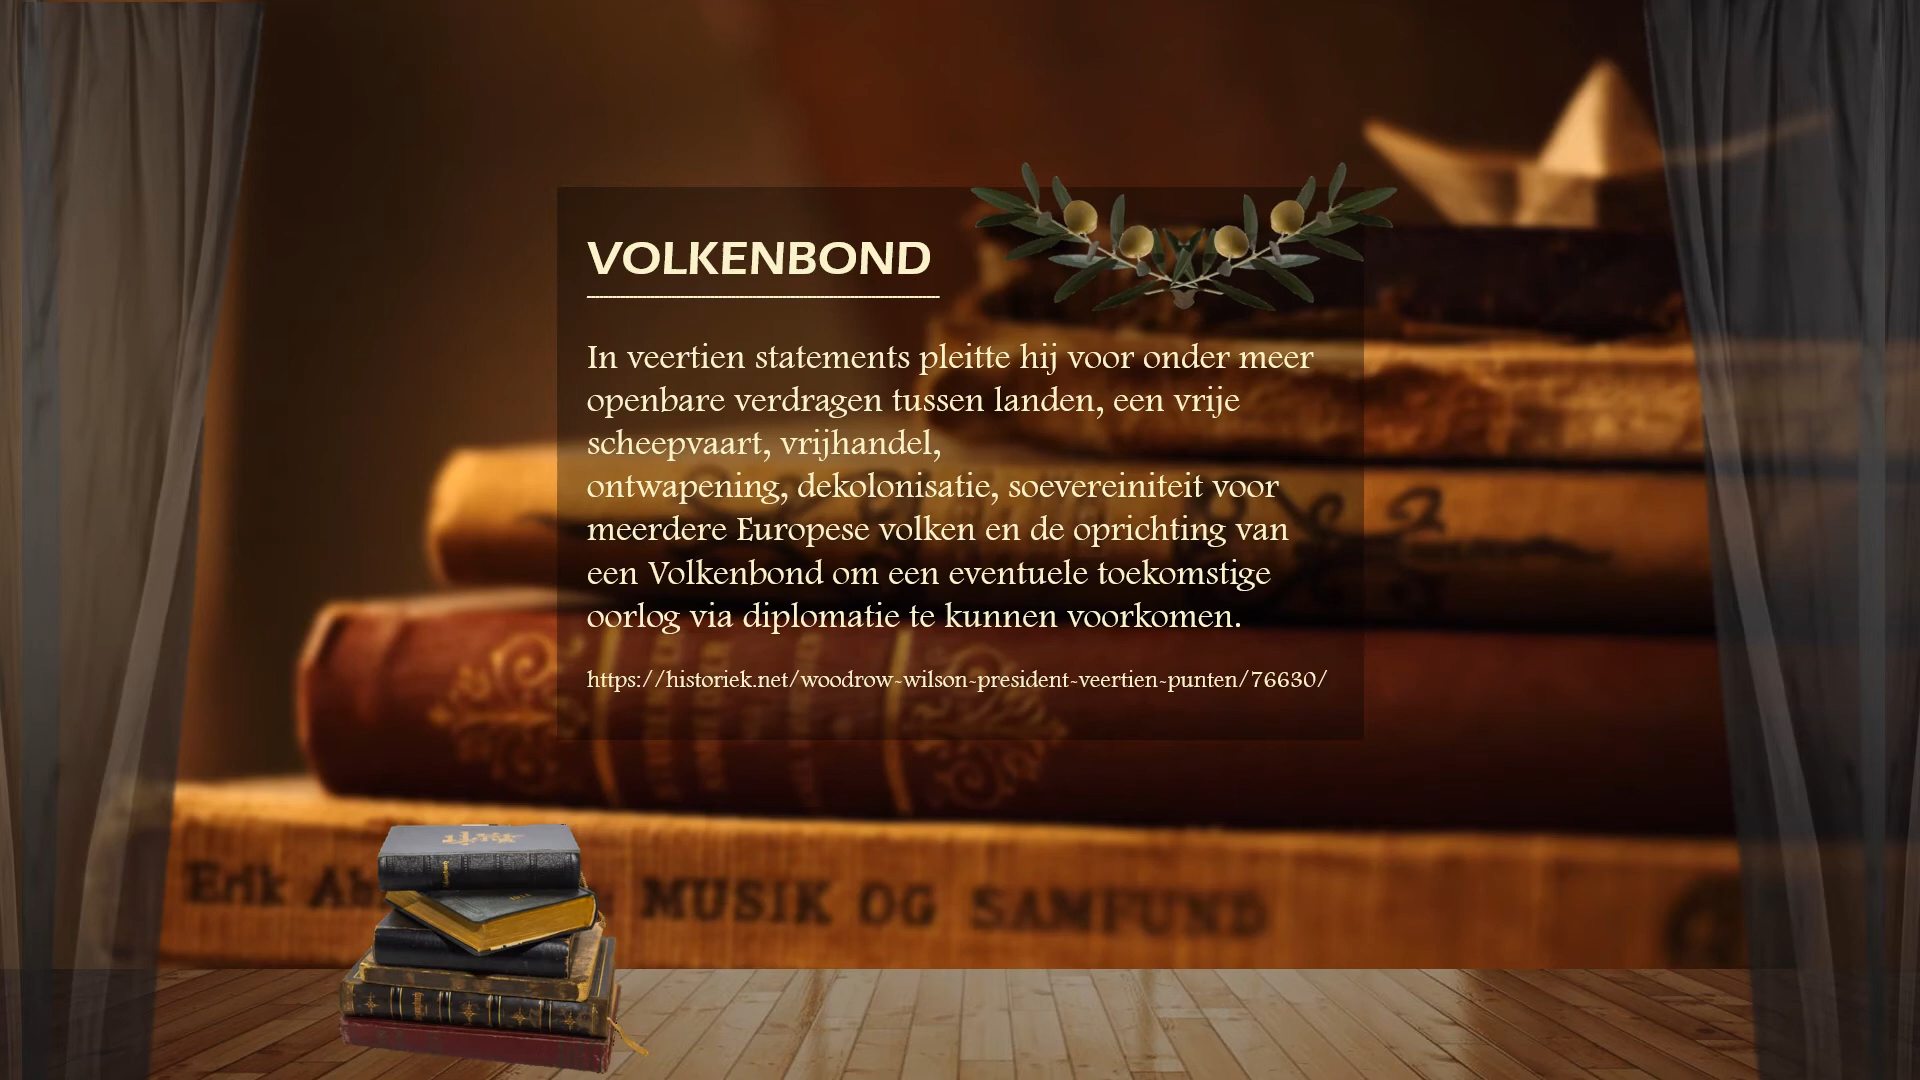 VOLKENBOND
In veertien statements pleitte hij voor onder meer
openbare verdragen tussen landen, een vrije
scheepvaart, vrijhandel,
ontwapening, dekolonisatie, soevereiniteit voor
meerdere Europese volken en de oprichting van
een Volkenbond om een eventuele toekomstige
oorlog via diplomatie te kunnen voorkomen.
https://historiek.net/woodrow-wilson-president-veertien-punten/76630/
Erik MUSIK OG SAMFUND